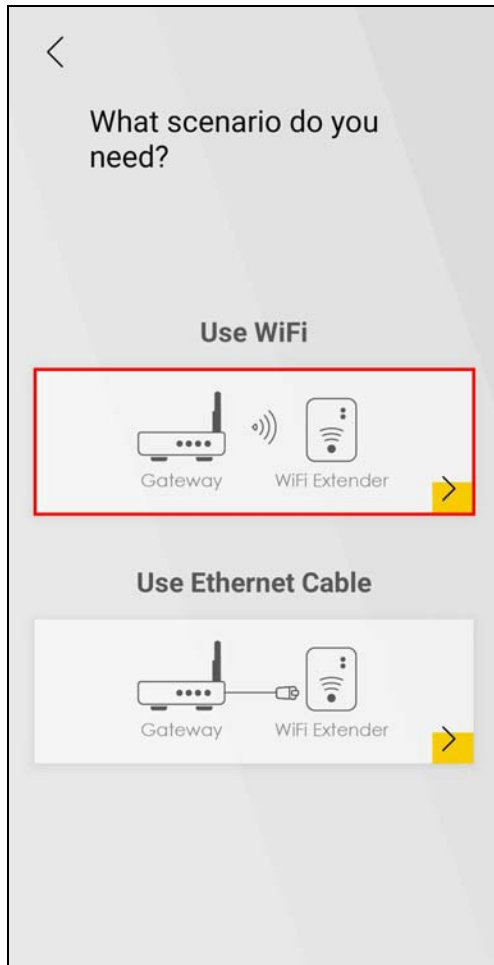 What scenario do you
need?
Use WiFi
Gateway WiFi Extender
Use Ethernet Cable
Gateway WiFi Extender